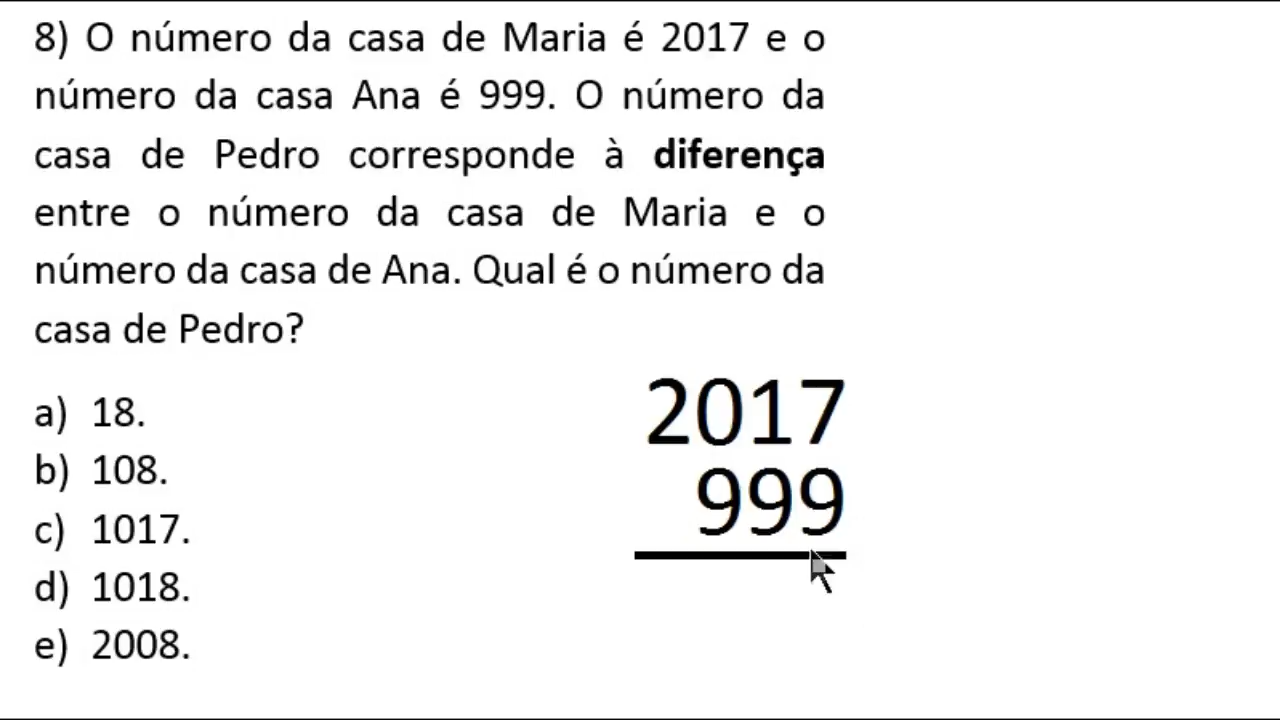 8) O número da casa de Maria é 2017 e o
número da casa Ana é 999. O número da
casa de Pedro corresponde à diferença
entre o número da casa de Maria e o
número da casa de Ana. Qual é o número da
casa de Pedro?
a) 18.
b) 108.
c) 1017.
d) 1018.
e) 2008.
2017
999